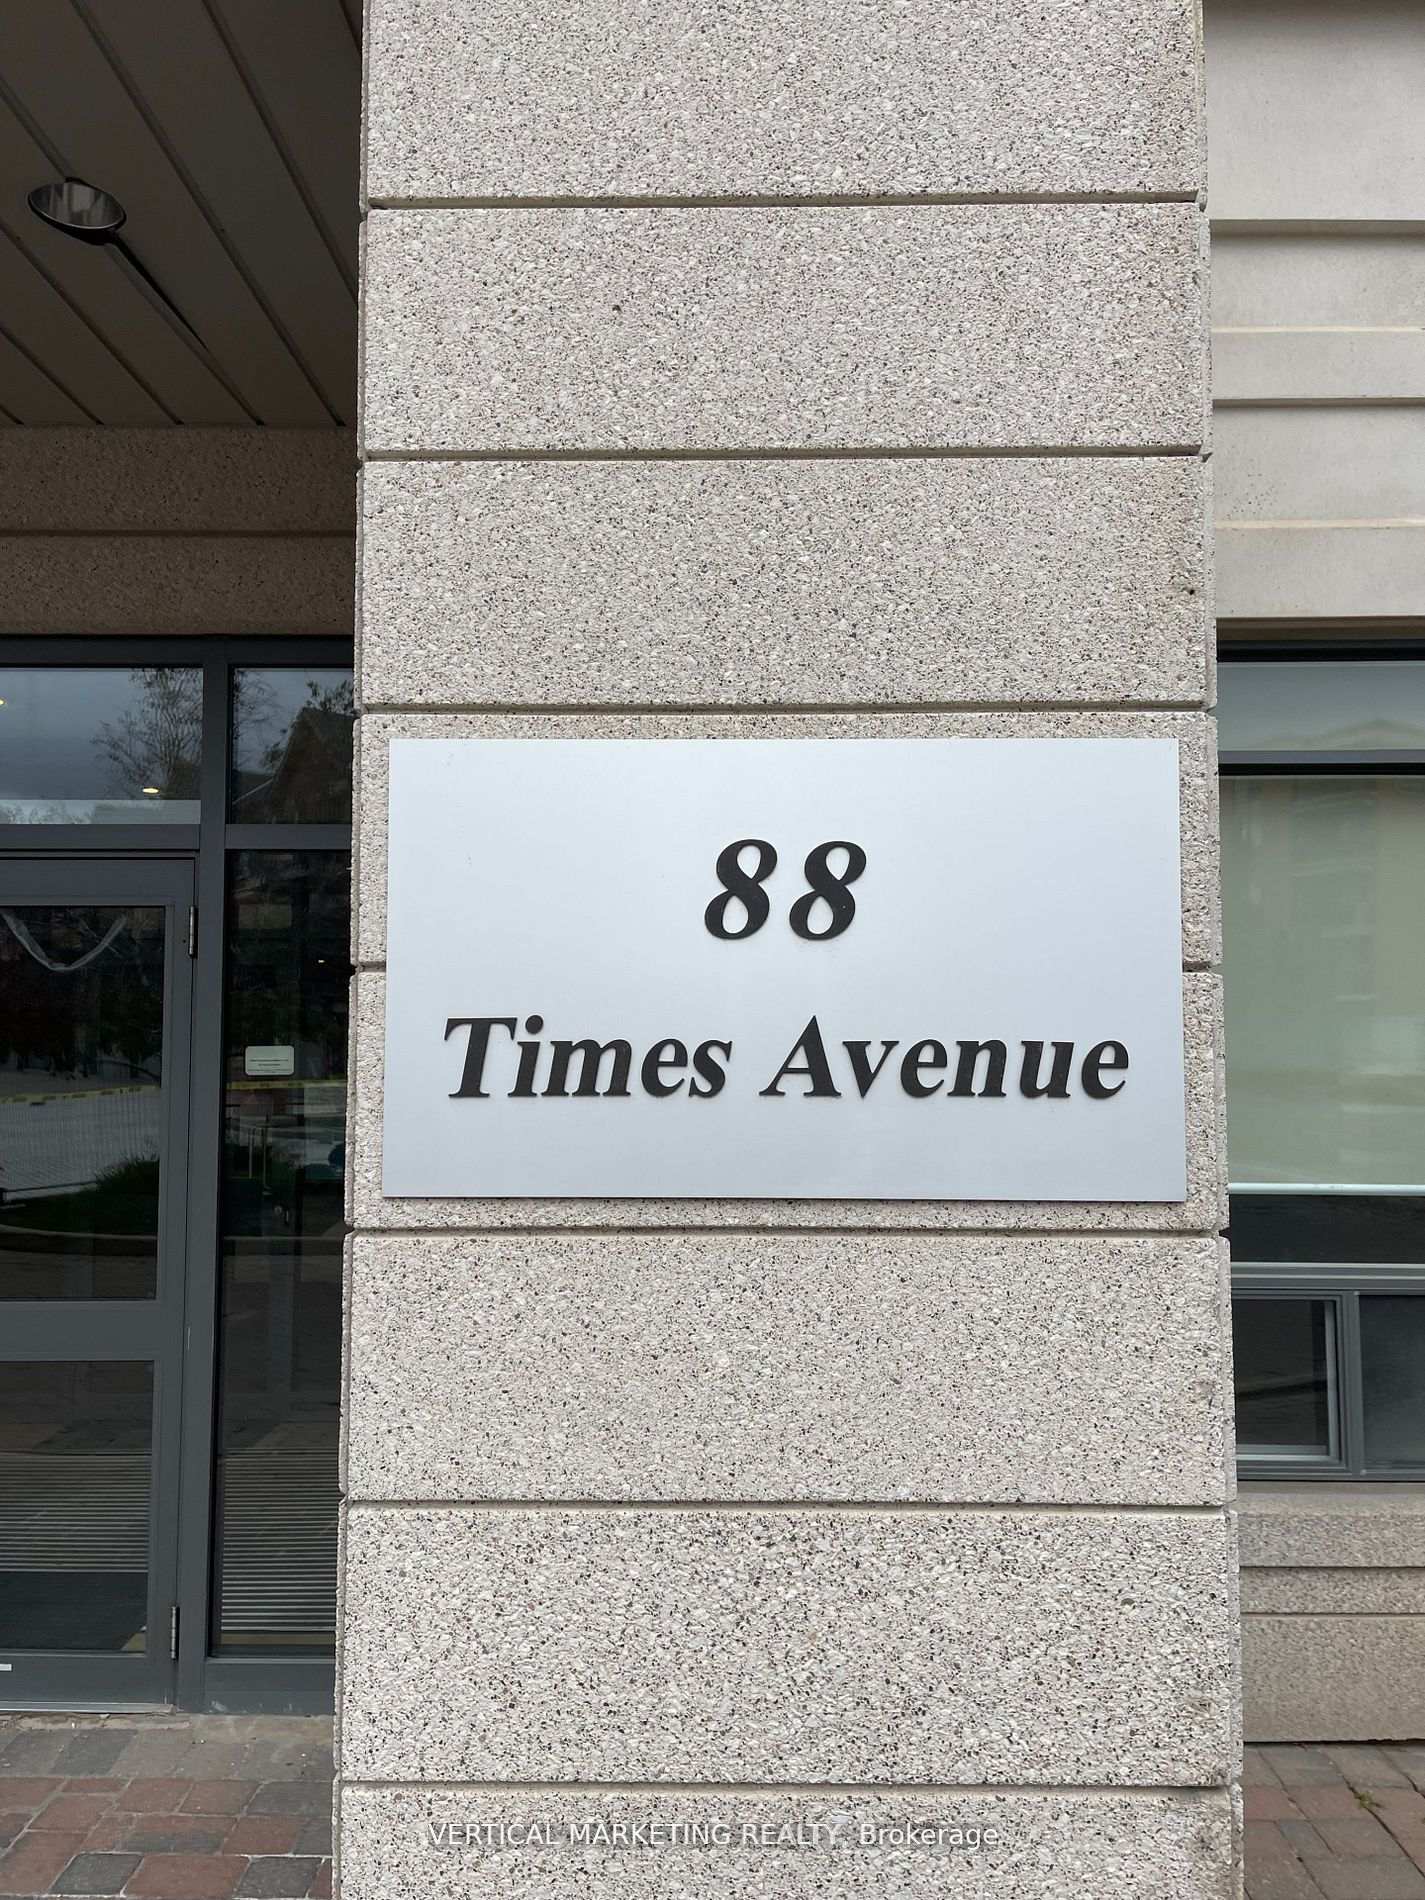 88
Times Avenue
VERTICAL MARKETING REALTY, Brokerage